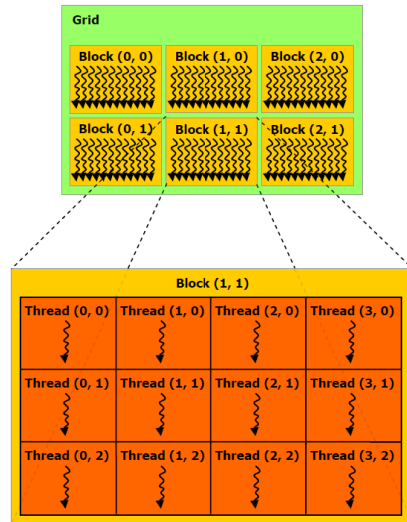 Grid
Block (0, 0) Block (1, 0) Block (2, 0)
Block (0, 1) Block (1, 1) Block (2, 1)
Block (1, 1)
Thread (0, 0) Thread (1, 0) Thread (2, 0) Thread (3, 0)
Thread (0, 1) Thread (1, 1) Thread (2, 1) Thread (3, 1)
Thread (0, 2) Thread (1, 2) Thread (2, 2) Thread (3, 2)